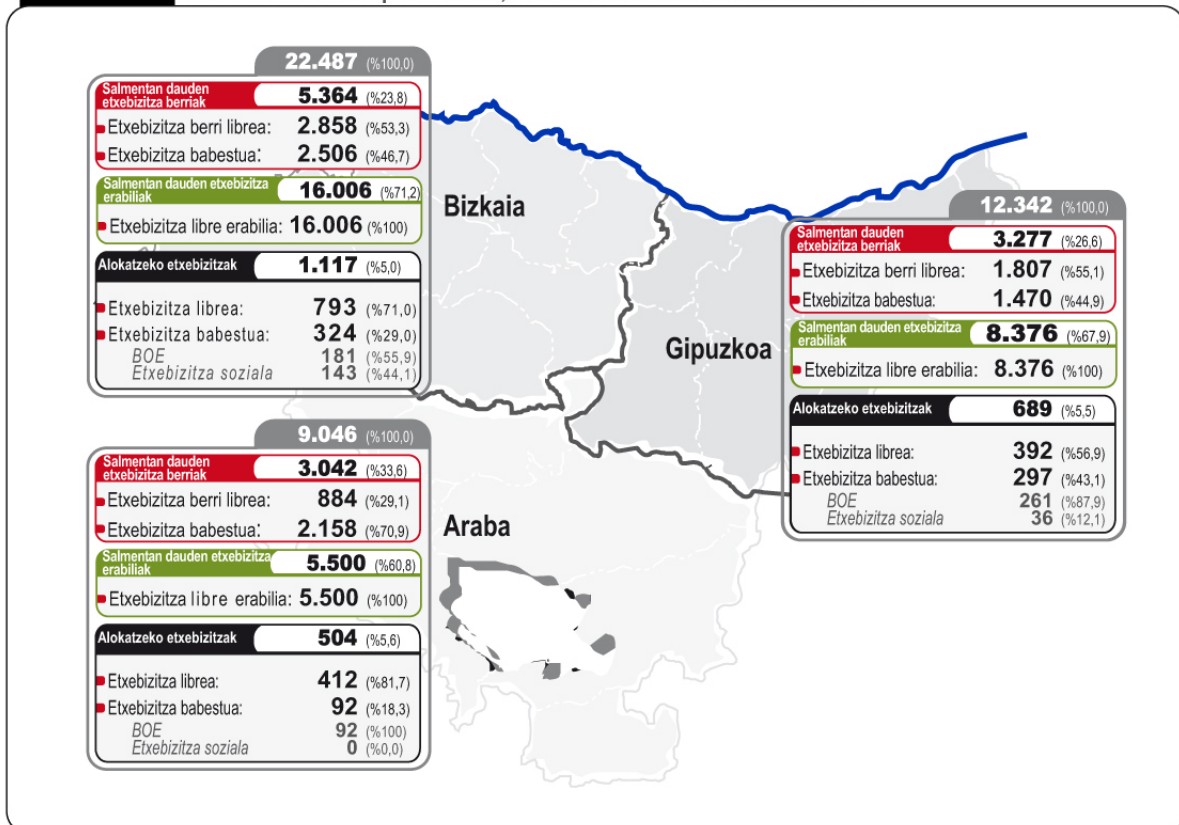 22.487 (%100,0)
Salmentan dauden
etxebizitza berriak 5.364 (%23,8)
Etxebizitza berri librea: 2.858 (%53,3)
Etxebizitza babestua: 2.506 (%46,7)
Salmentan dauden etxebizitza
erabiliak 16.006 (%71,2)
Etxebizitza libre erabilia: 16.006 (%100)
Alokatzeko etxebizitzak 1.117 (%5,0)
Etxebizitza librea: 793 (%71,0)
Etxebizitza babestua: 324 (%29,0)
BOE 181 (%55,9)
Etxebizitza soziala 143 (%44,1)
Bizkaia
12.342 (%100,0)
Salmentan dauden
etxebizitza berriak 3.277 (%26,6)
Etxebizitza berri librea: 1.807 (%55,1)
Etxebizitza babestua: 1.470 (%44,9)
Salmentan dauden etxebizitza
erabiliak 8.376 (%67,9)
Etxebizitza libre erabilia: 8.376 (%100)
Alokatzeko etxebizitzak 689 (%5,5)
Etxebizitza librea: 392 (%56,9)
Etxebizitza babestua: 297 (%43,1)
BOE 261 (%87,9)
Etxebizitza soziala 36 (%12,1)
Gipuzkoa
9.046 (%100,0)
Salmentan dauden
etxebizitza berriak 3.042 (%33,6)
Etxebizitza berri librea: 884 (%29,1)
Etxebizitza babestua: 2.158 (%70,9)
Salmentan dauden etxebizitza
erabiliak 5.500 (%60,8)
Etxebizitza libre erabilia: 5.500 (%100)
Alokatzeko etxebizitzak 504 (%5,6)
Etxebizitza librea: 412 (%81,7)
Etxebizitza babestua: 92 (%18,3)
BOE 92 (%100)
Etxebizitza soziala 0 (%0,0)
Araba